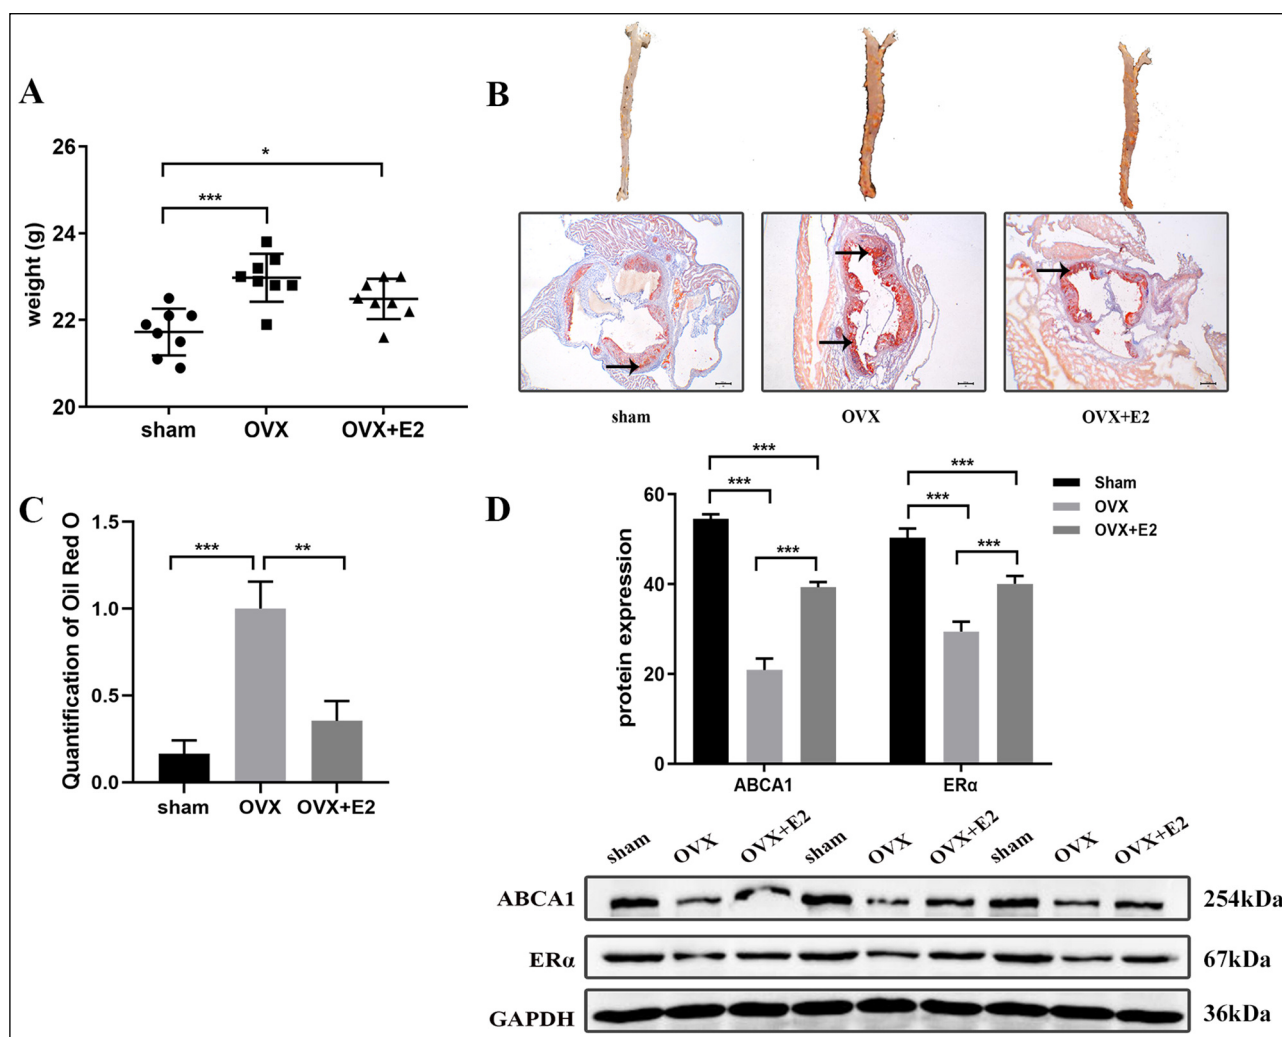 A
26
24
22
20
weight (g)
*
***
sham OVX OVX+E2
B
sham OVX OVX+E2
C
1.5
1.0
0.5
0.0
Quantification of Oil Red O
*** **
sham OVX OVX+E2
D
60
40
20
0
protein expression
*** ***
*** ***
*** ***
Sham
OVX
OVX+E2
ABCA1 ERα
sham OVX OVX+E2 sham OVX OVX+E2 sham OVX OVX+E2
ABCA1 254kDa
ERα 67kDa
GAPDH 36kDa